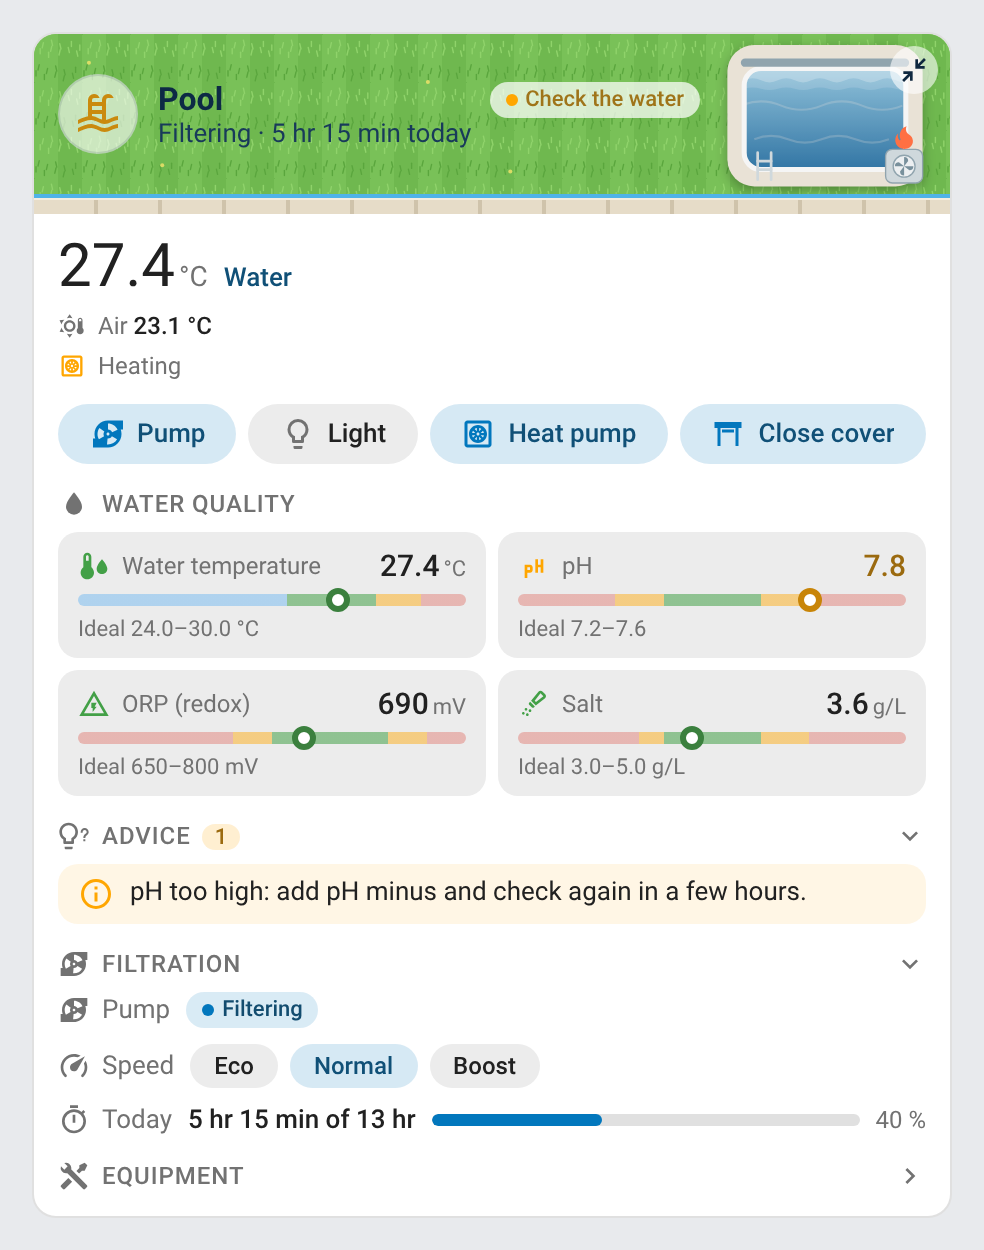 Pool
Filtering · 5 hr 15 min today
Check the water
27.4 °C Water
Air 23.1 °C
Heating
Pump
Light
Heat pump
Close cover
WATER QUALITY
Water temperature 27.4 °C
Ideal 24.0–30.0 °C
pH pH 7.8
Ideal 7.2–7.6
ORP (redox) 690 mV
Ideal 650–800 mV
Salt 3.6 g/L
Ideal 3.0–5.0 g/L
ADVICE 1
pH too high: add pH minus and check again in a few hours.
FILTRATION
Pump Filtering
Speed Eco Normal Boost
Today 5 hr 15 min of 13 hr 40 %
EQUIPMENT